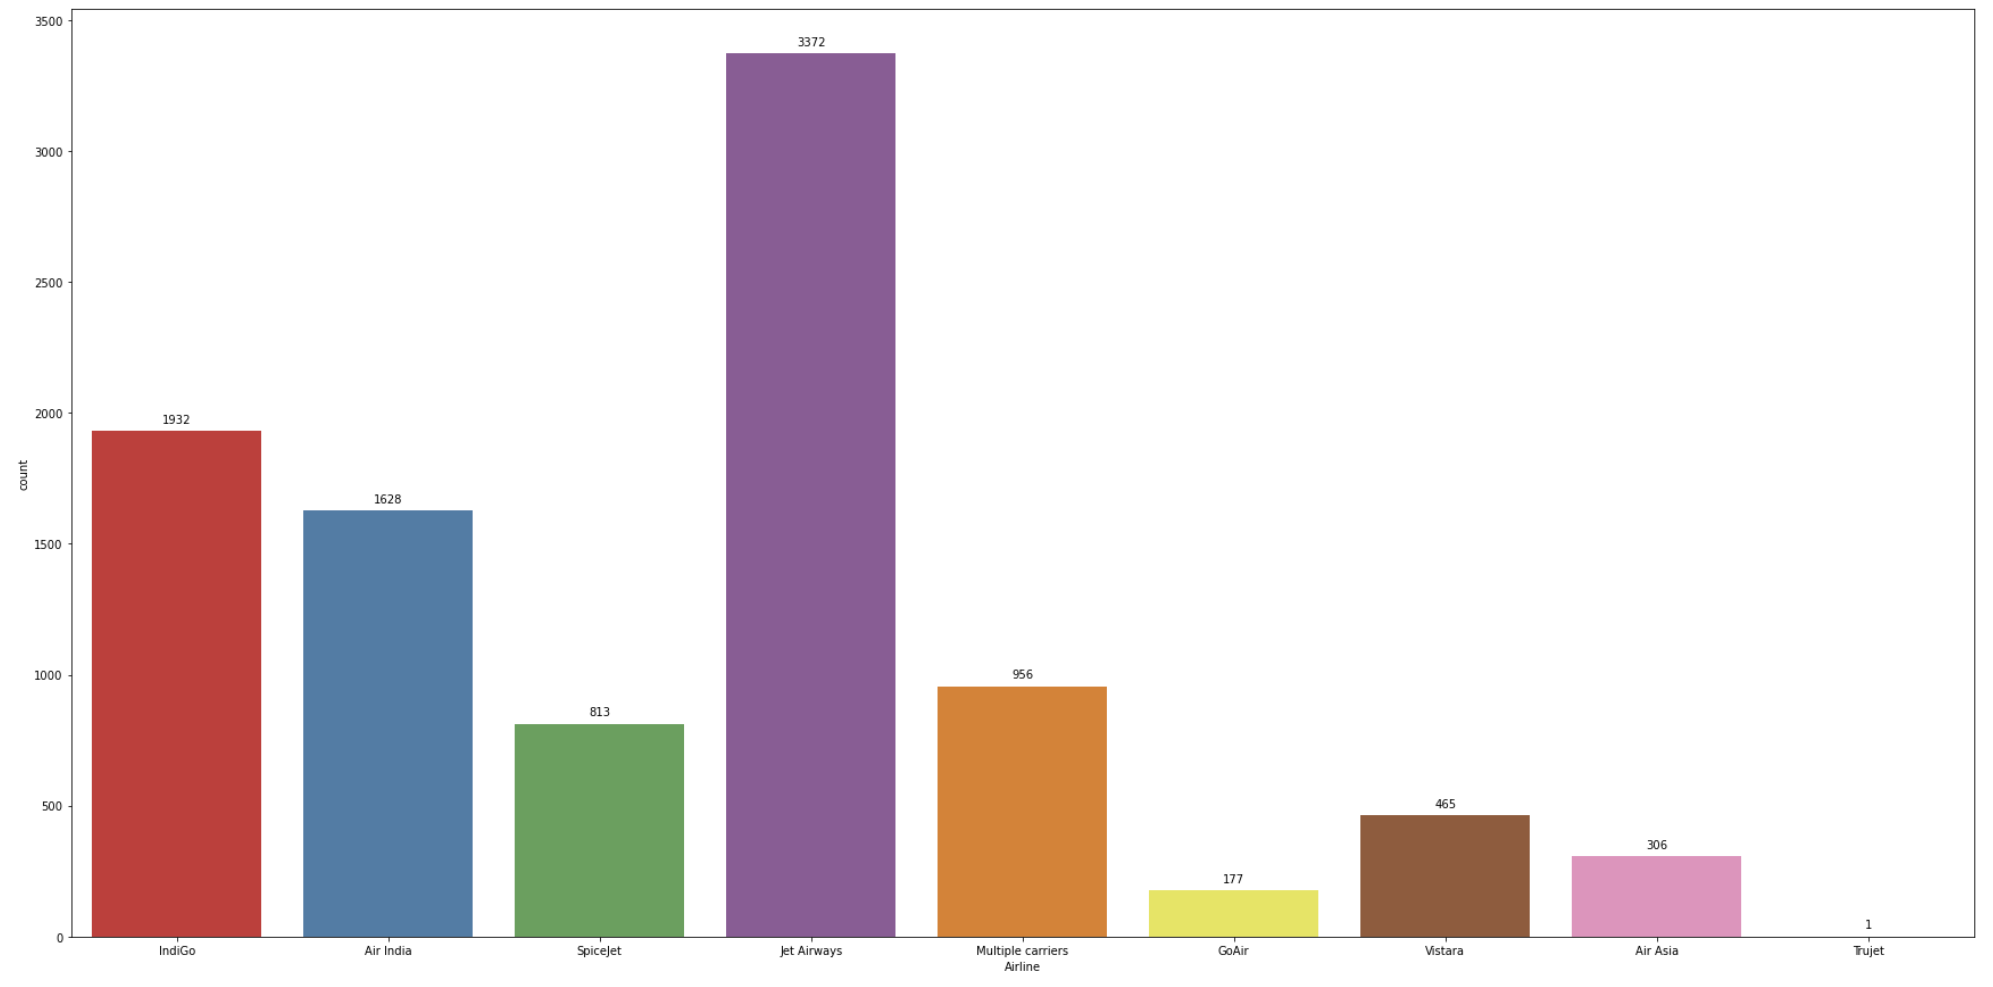 3500
3000
2500
2000
1500
1000
500
0
count
1932
1628
813
3372
956
177
465
306
1
IndiGo
Air India
SpiceJet
Jet Airways
Multiple carriers
GoAir
Vistara
Air Asia
Trujet
Airline